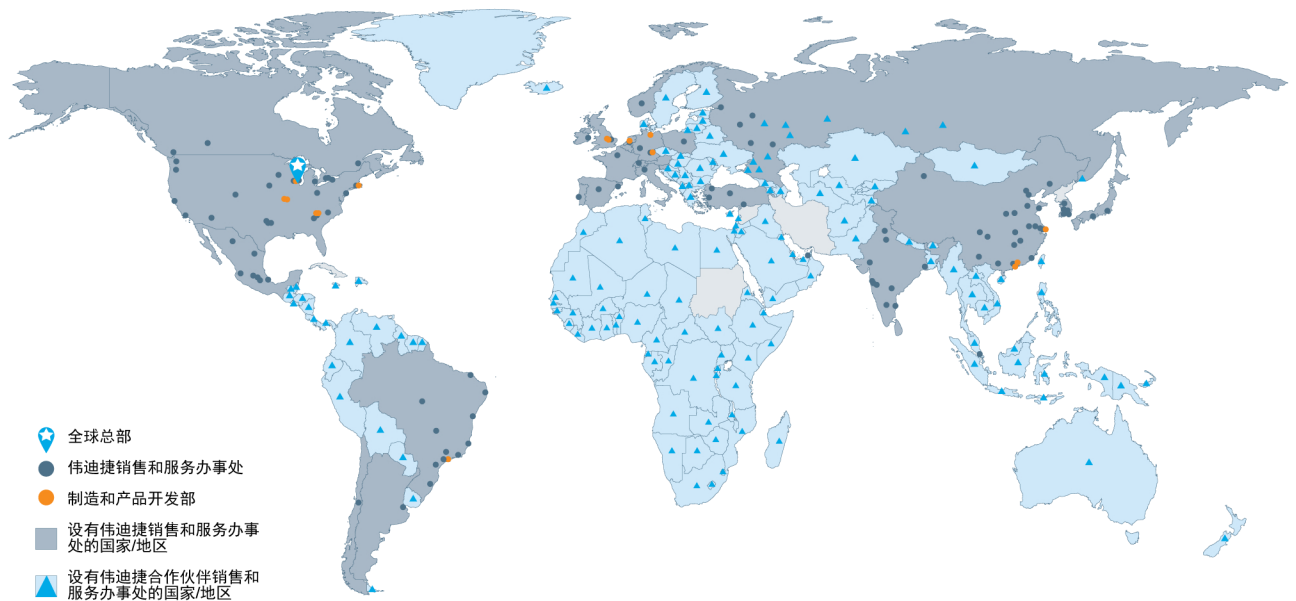 全球总部
伟迪捷销售和服务办事处
制造和产品开发部
设有伟迪捷销售和服务办事
处的国家/地区
设有伟迪捷合作伙伴销售和
服务办事处的国家/地区